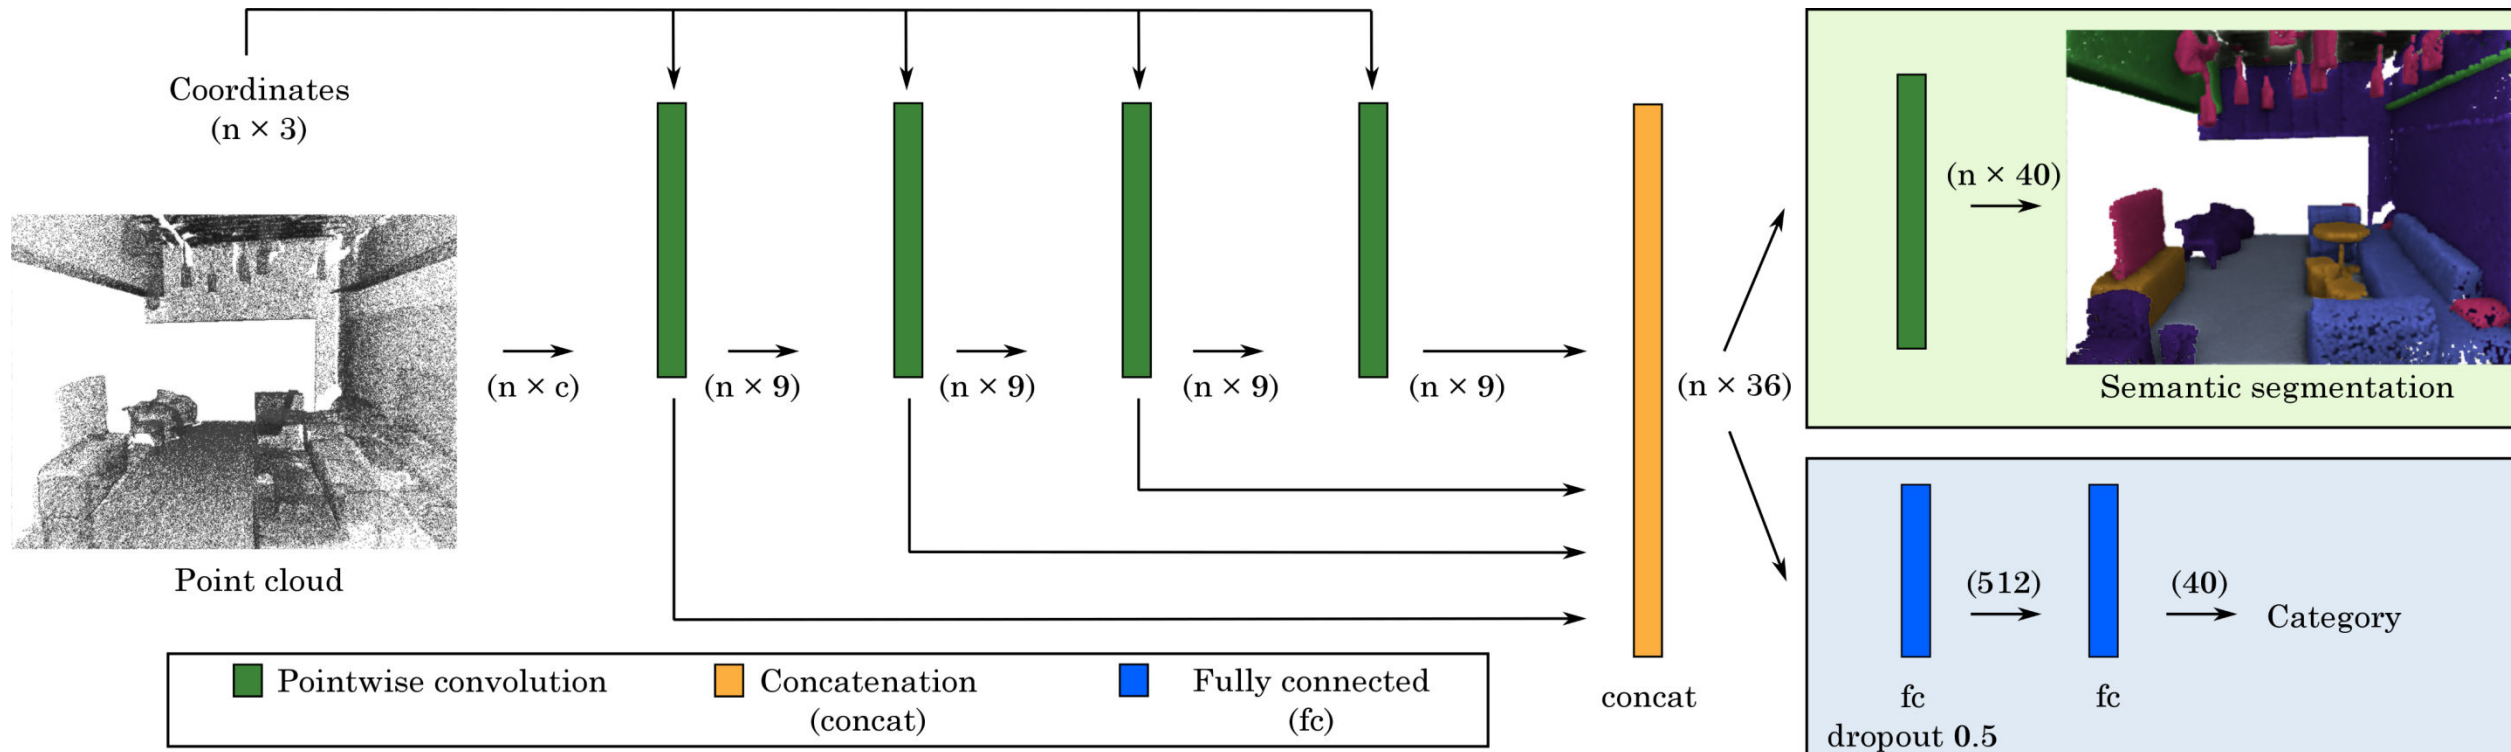 Coordinates
(n × 3)
Point cloud
(n × c)
(n × 9)
(n × 9)
(n × 9)
(n × 9)
(n × 36)
concat
(n × 40)
Semantic segmentation
(512)
(40)
Category
fc
fc
dropout 0.5
Pointwise convolution
Concatenation
(concat)
Fully connected
(fc)